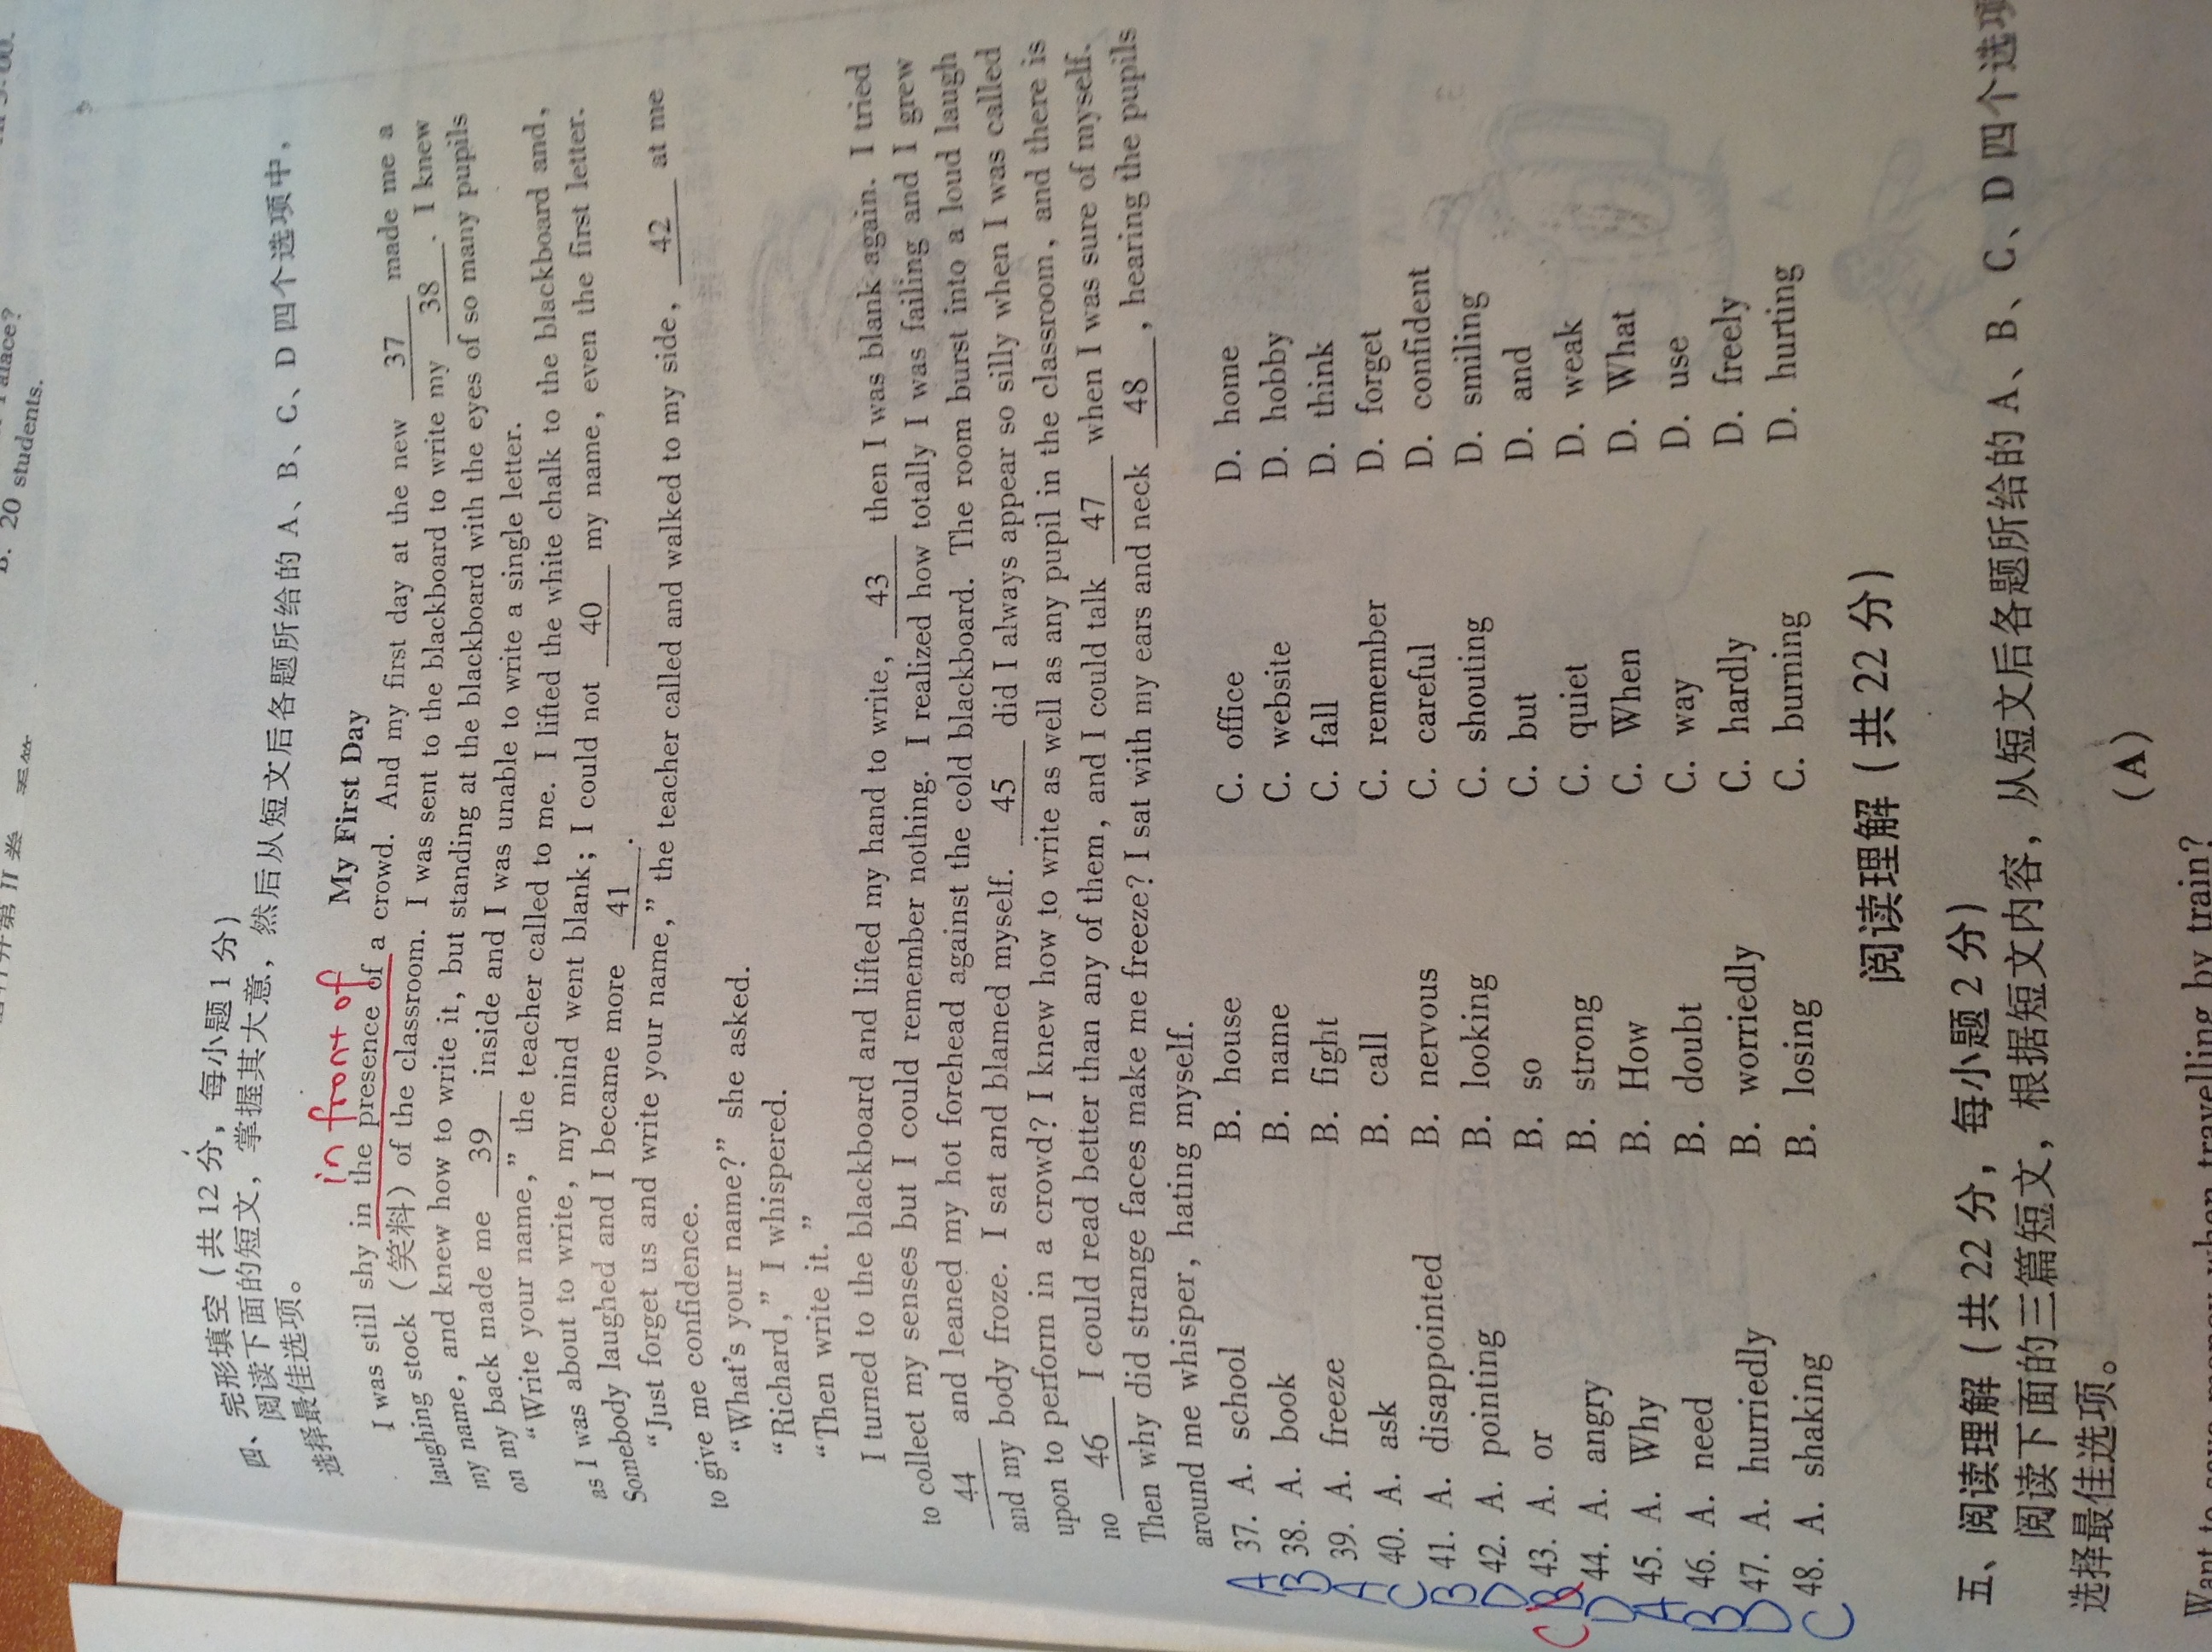 第 II 卷
alace?
B. 20 students.
四、完形填空(共12分,每小题1分)
阅读下面的短文,掌握其大意,然后从短文后各题所给的 A、B、C、D 四个选项中,
选择最佳选项。
in front of
My First Day
I was still shy in the presence of a crowd. And my first day at the new 37 made me a
laughing stock (笑料) of the classroom. I was sent to the blackboard to write my 38 . I knew
my name, and knew how to write it, but standing at the blackboard with the eyes of so many pupils
on my back made me 39 inside and I was unable to write a single letter.
“Write your name,” the teacher called to me. I lifted the white chalk to the blackboard and,
as I was about to write, my mind went blank; I could not 40 my name, even the first letter.
Somebody laughed and I became more 41 .
“Just forget us and write your name,” the teacher called and walked to my side, 42 at me
to give me confidence.
“What's your name?” she asked.
“Richard,” I whispered.
“Then write it.”
I turned to the blackboard and lifted my hand to write, 43 then I was blank again. I tried
to collect my senses but I could remember nothing. I realized how totally I was failing and I grew
44 and leaned my hot forehead against the cold blackboard. The room burst into a loud laugh
and my body froze. I sat and blamed myself. 45 did I always appear so silly when I was called
upon to perform in a crowd? I knew how to write as well as any pupil in the classroom, and there is
no 46 I could read better than any of them, and I could talk 47 when I was sure of myself.
Then why did strange faces make me freeze? I sat with my ears and neck 48 , hearing the pupils
around me whisper, hating myself.
A 37. A. school B. house C. office D. home
B 38. A. book B. name C. website D. hobby
A 39. A. freeze B. fight C. fall D. think
C 40. A. ask B. call C. remember D. forget
B 41. A. disappointed B. nervous C. careful D. confident
D 42. A. pointing B. looking C. shouting D. smiling
C B 43. A. or B. so C. but D. and
D 44. A. angry B. strong C. quiet D. weak
A 45. A. Why B. How C. When D. What
B 46. A. need B. doubt C. way D. use
D 47. A. hurriedly B. worriedly C. hardly D. freely
C 48. A. shaking B. losing C. burning D. hurting
阅读理解(共22分)
五、阅读理解(共22分,每小题2分)
阅读下面的三篇短文,根据短文内容,从短文后各题所给的 A、B、C、D 四个选项
选择最佳选项。
(A)
Want to save money when travelling by train?